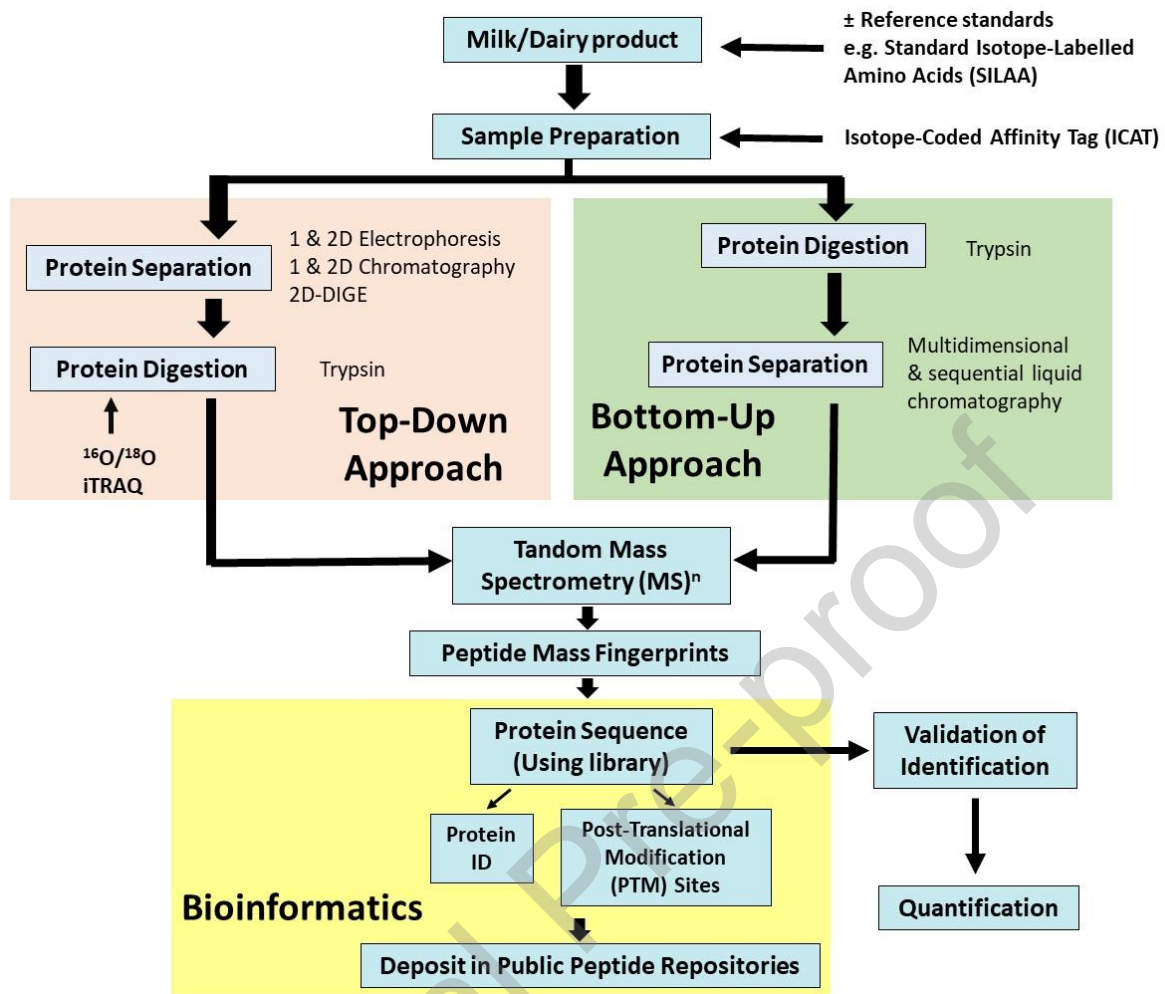 Milk/Dairy product
± Reference standards
e.g. Standard Isotope-Labelled
Amino Acids (SILAA)
Sample Preparation
Isotope-Coded Affinity Tag (ICAT)
Protein Separation
1 & 2D Electrophoresis
1 & 2D Chromatography
2D-DIGE
Protein Digestion
Trypsin
¹⁶O/¹⁸O
iTRAQ
Top-Down
Approach
Protein Digestion
Trypsin
Protein Separation
Multidimensional
& sequential liquid
chromatography
Bottom-Up
Approach
Tandom Mass
Spectrometry (MS)ⁿ
Peptide Mass Fingerprints
Protein Sequence
(Using library)
Validation of
Identification
Protein
ID
Post-Translational
Modification
(PTM) Sites
Quantification
Bioinformatics
Deposit in Public Peptide Repositories
Pre-proof